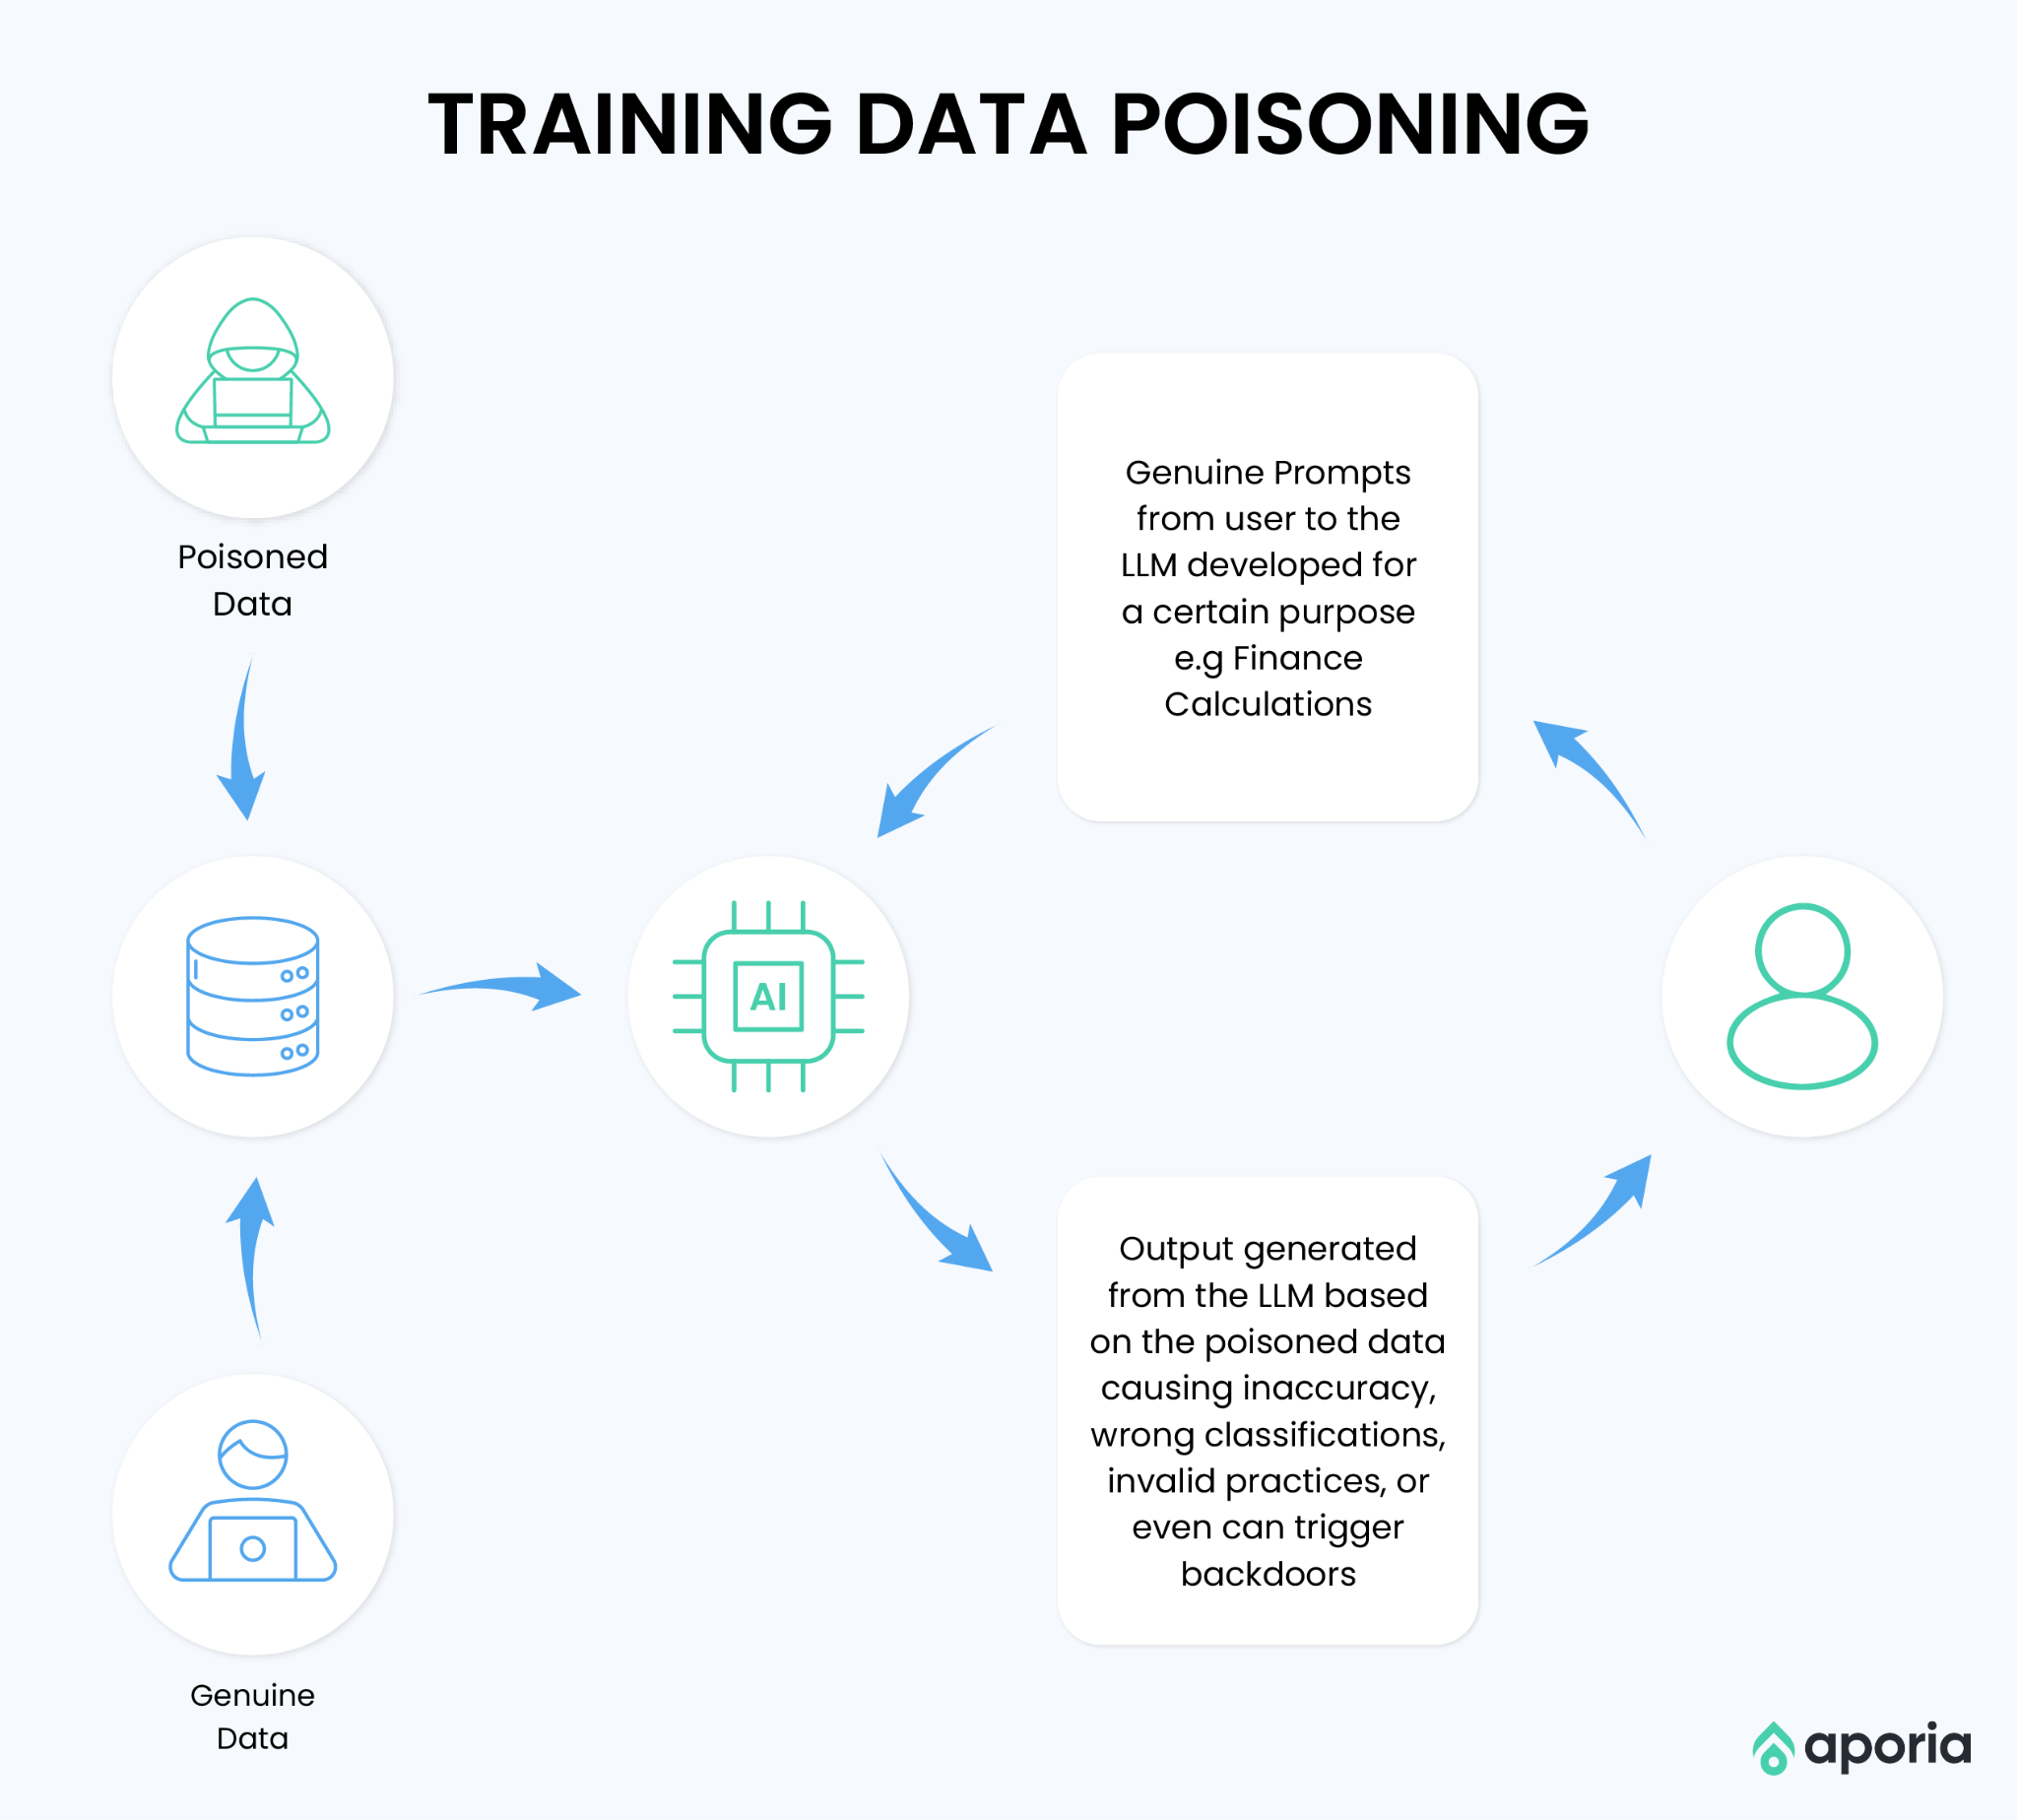 TRAINING DATA POISONING
Poisoned
Data
Genuine Prompts
from user to the
LLM developed for
a certain purpose
e.g Finance
Calculations
AI
Output generated
from the LLM based
on the poisoned data
causing inaccuracy,
wrong classifications,
invalid practices, or
even can trigger
backdoors
Genuine
Data
aporia